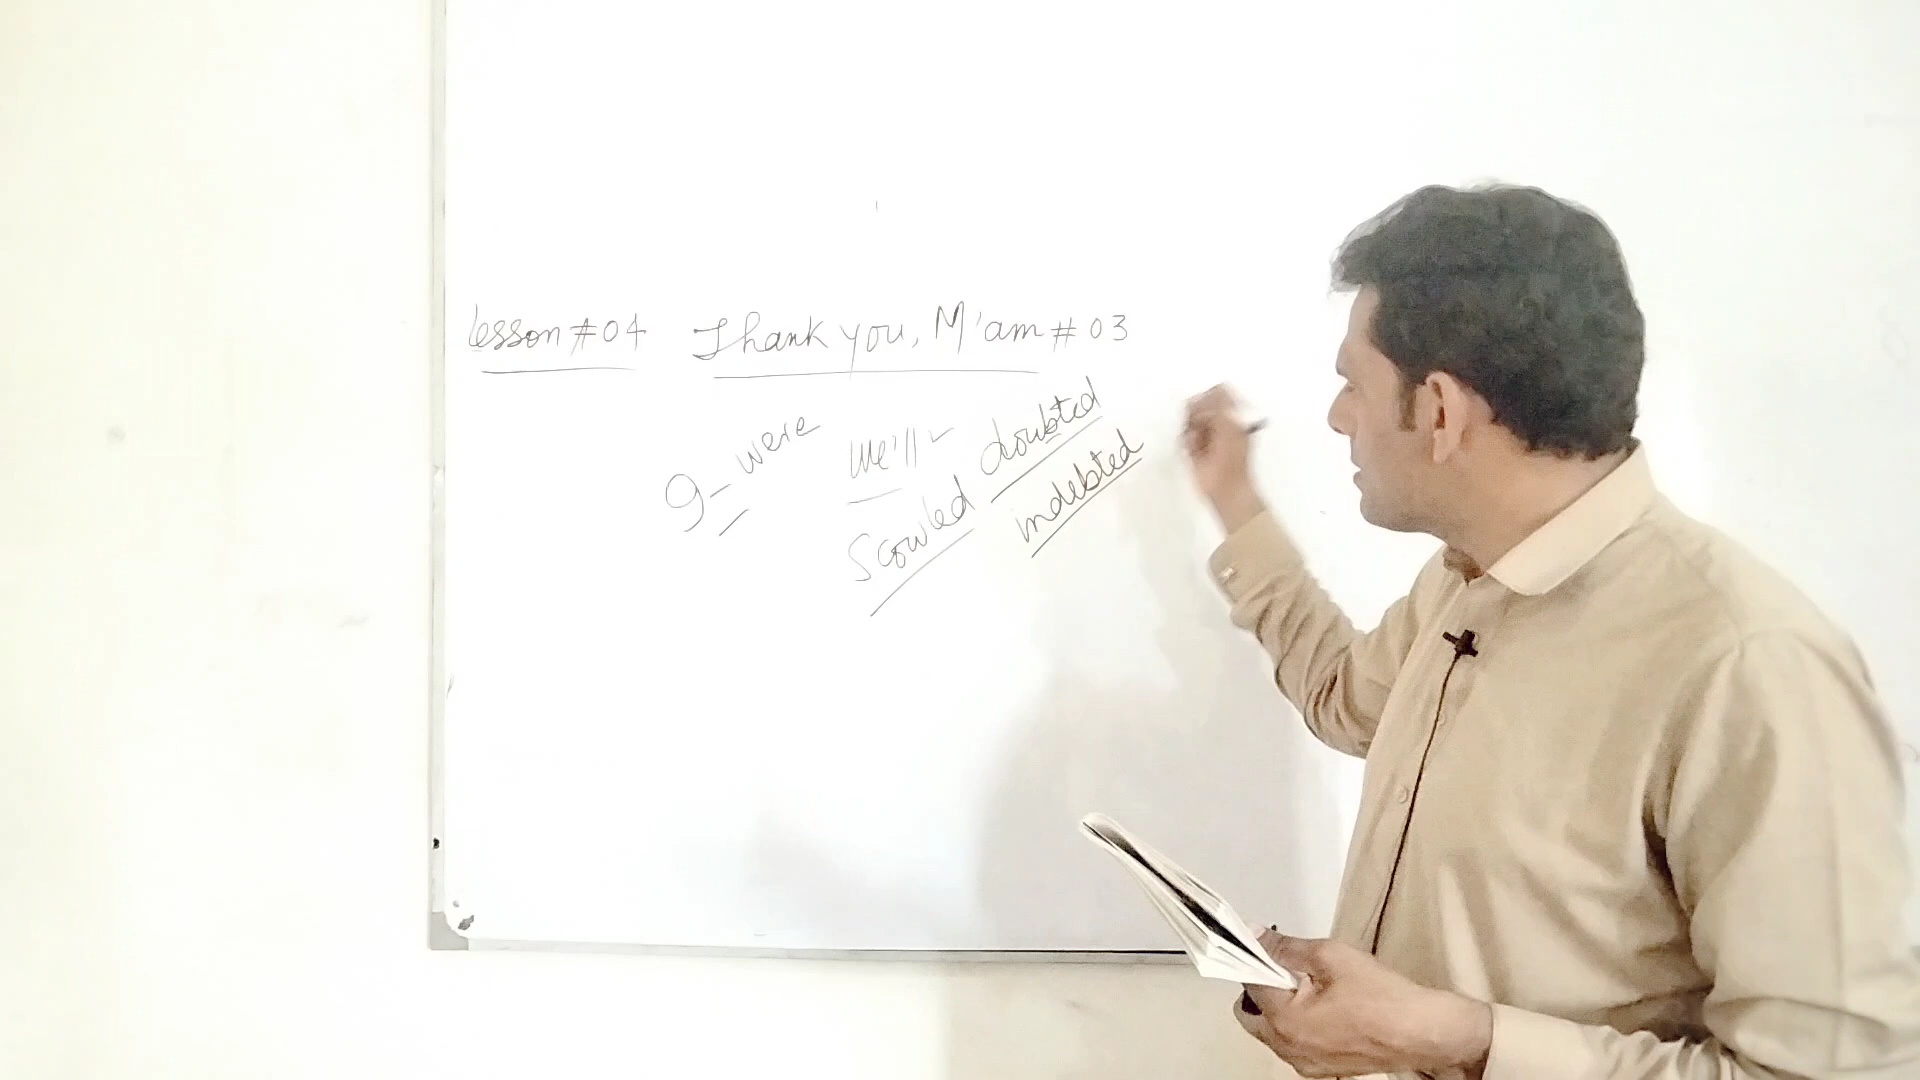 Lesson #04 Thank you, M'am #03
9- were we'll doubted
Scowled indebted